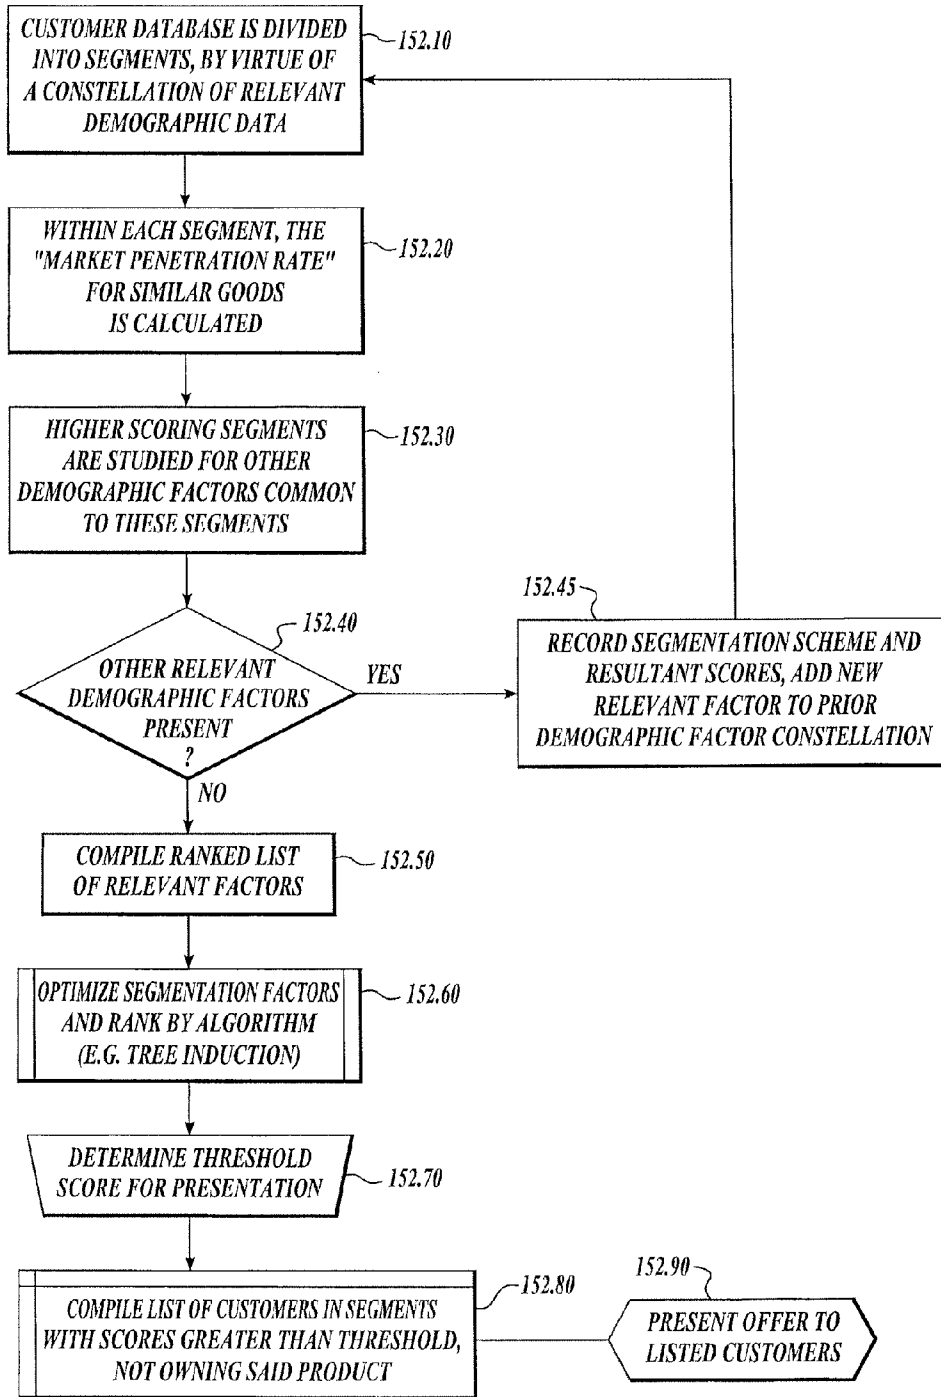 CUSTOMER DATABASE IS DIVIDED
INTO SEGMENTS, BY VIRTUE OF
A CONSTELLATION OF RELEVANT
DEMOGRAPHIC DATA
152.10
WITHIN EACH SEGMENT, THE
"MARKET PENETRATION RATE"
FOR SIMILAR GOODS
IS CALCULATED
152.20
HIGHER SCORING SEGMENTS
ARE STUDIED FOR OTHER
DEMOGRAPHIC FACTORS COMMON
TO THESE SEGMENTS
152.30
OTHER RELEVANT
DEMOGRAPHIC FACTORS
PRESENT
?
152.40
YES
152.45
RECORD SEGMENTATION SCHEME AND
RESULTANT SCORES, ADD NEW
RELEVANT FACTOR TO PRIOR
DEMOGRAPHIC FACTOR CONSTELLATION
NO
COMPILE RANKED LIST
OF RELEVANT FACTORS
152.50
OPTIMIZE SEGMENTATION FACTORS
AND RANK BY ALGORITHM
(E.G. TREE INDUCTION)
152.60
DETERMINE THRESHOLD
SCORE FOR PRESENTATION
152.70
COMPILE LIST OF CUSTOMERS IN SEGMENTS
WITH SCORES GREATER THAN THRESHOLD,
NOT OWNING SAID PRODUCT
152.80
152.90
PRESENT OFFER TO
LISTED CUSTOMERS